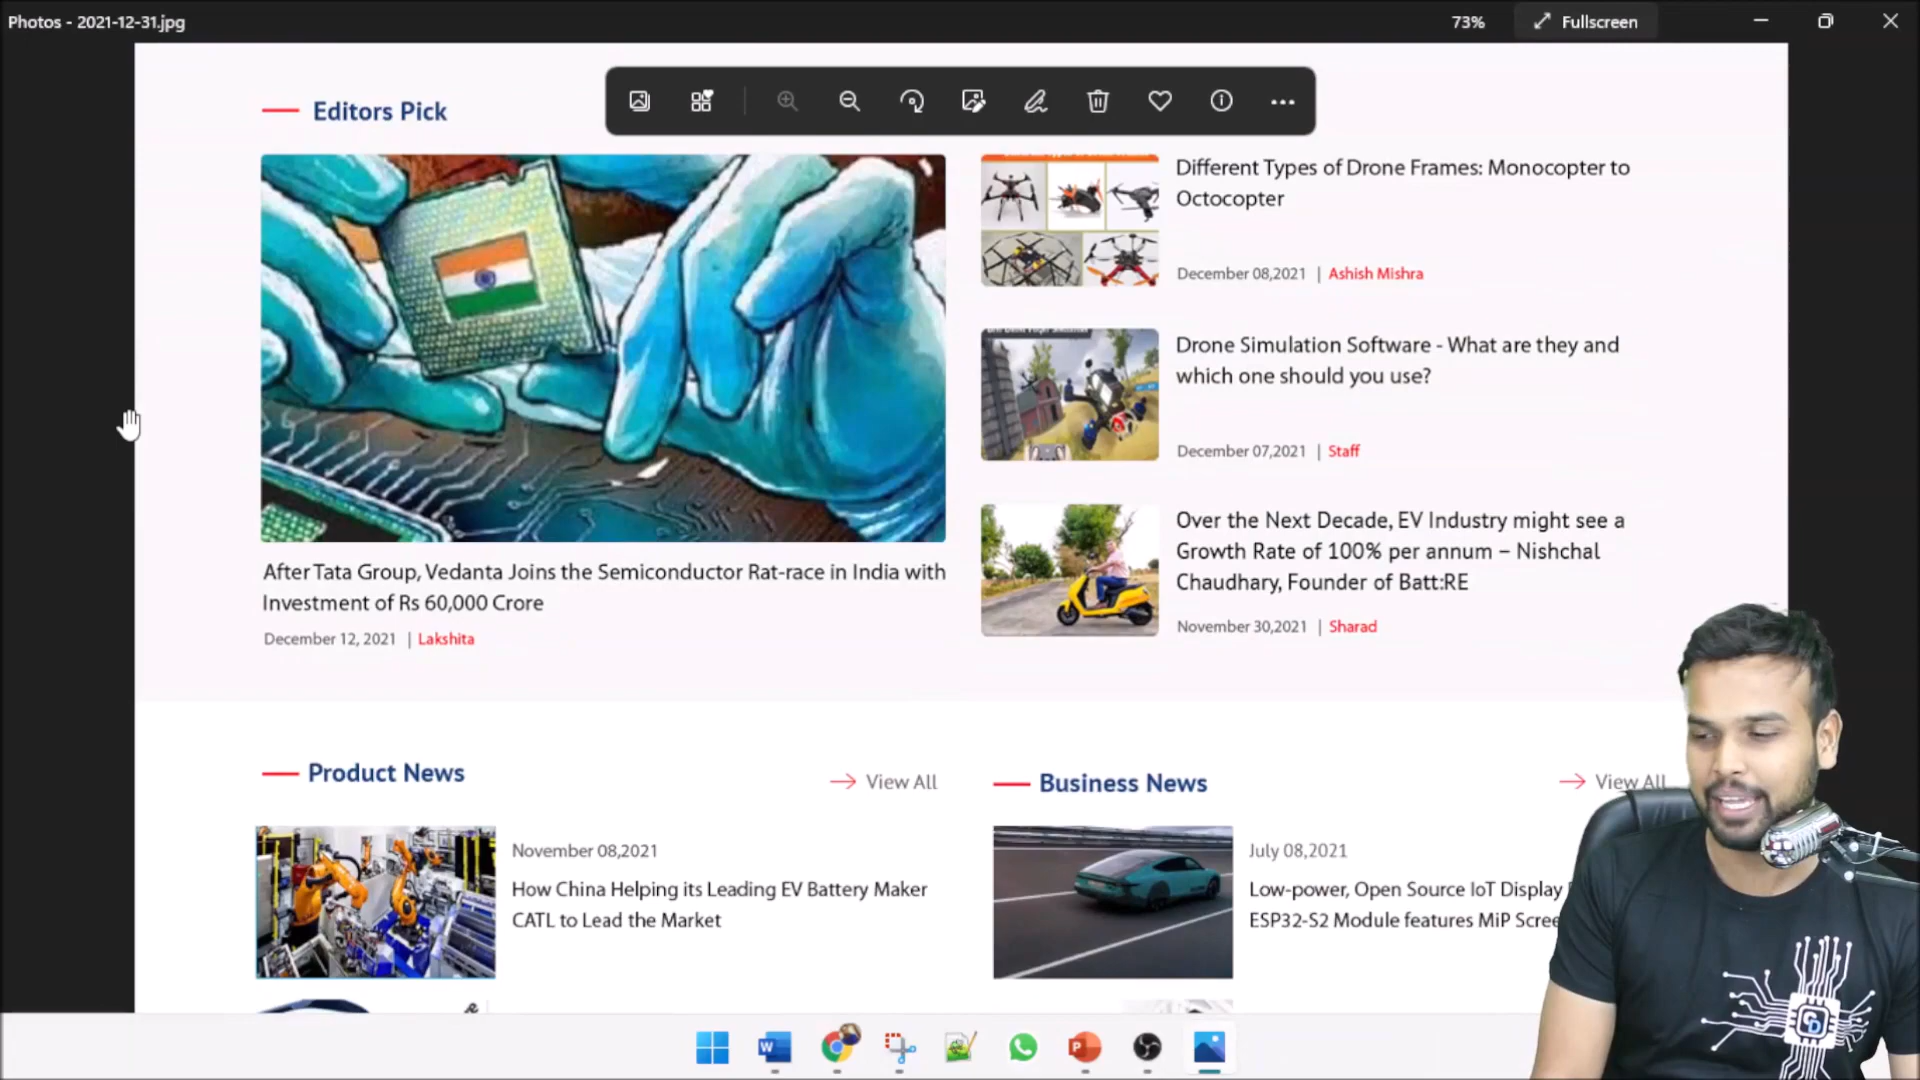 Photos - 2021-12-31.jpg
73%
Fullscreen
Editors Pick
After Tata Group, Vedanta Joins the Semiconductor Rat-race in India with
Investment of Rs 60,000 Crore
December 12, 2021 | Lakshita
Different Types of Drone Frames: Monocopter to
Octocopter
December 08,2021 | Ashish Mishra
Drone Simulation Software - What are they and
which one should you use?
December 07,2021 | Staff
Over the Next Decade, EV Industry might see a
Growth Rate of 100% per annum – Nishchal
Chaudhary, Founder of Batt:RE
November 30,2021 | Sharad
Product News
View All
November 08,2021
How China Helping its Leading EV Battery Maker
CATL to Lead the Market
Business News
View All
July 08,2021
Low-power, Open Source IoT Display
ESP32-S2 Module features MiP Scree
W
P
CD